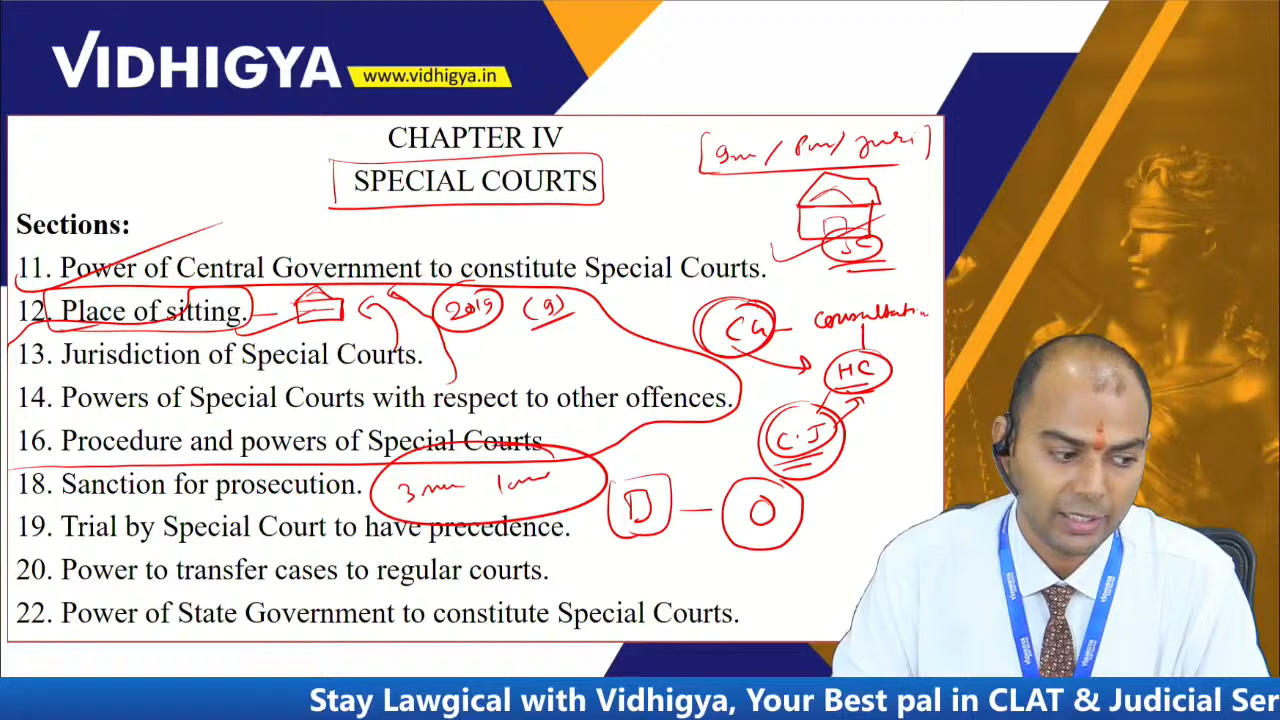 VIDHIGYA
www.vidhigya.in
CHAPTER IV
SPECIAL COURTS
Sections:
11. Power of Central Government to constitute Special Courts.
12. Place of sitting.
2019 (9)
13. Jurisdiction of Special Courts.
14. Powers of Special Courts with respect to other offences.
16. Procedure and powers of Special Courts.
18. Sanction for prosecution.
19. Trial by Special Court to have precedence.
20. Power to transfer cases to regular courts.
22. Power of State Government to constitute Special Courts.
CG
HC
C.J
D - O
Stay Lawgical with Vidhigya, Your Best pal in CLAT & Judicial Ser